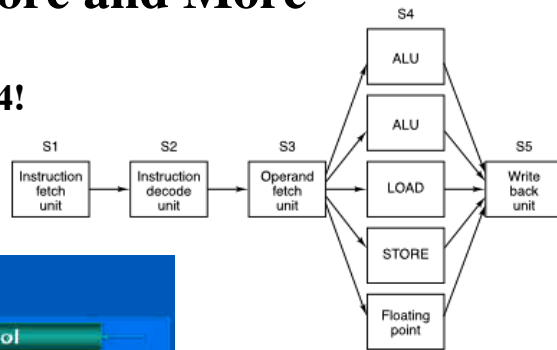 ore and More
4!
S1
Instruction
fetch
unit
S2
Instruction
decode
unit
S3
Operand
fetch
unit
S4
ALU
ALU
LOAD
STORE
Floating
point
S5
Write
back
unit
ol